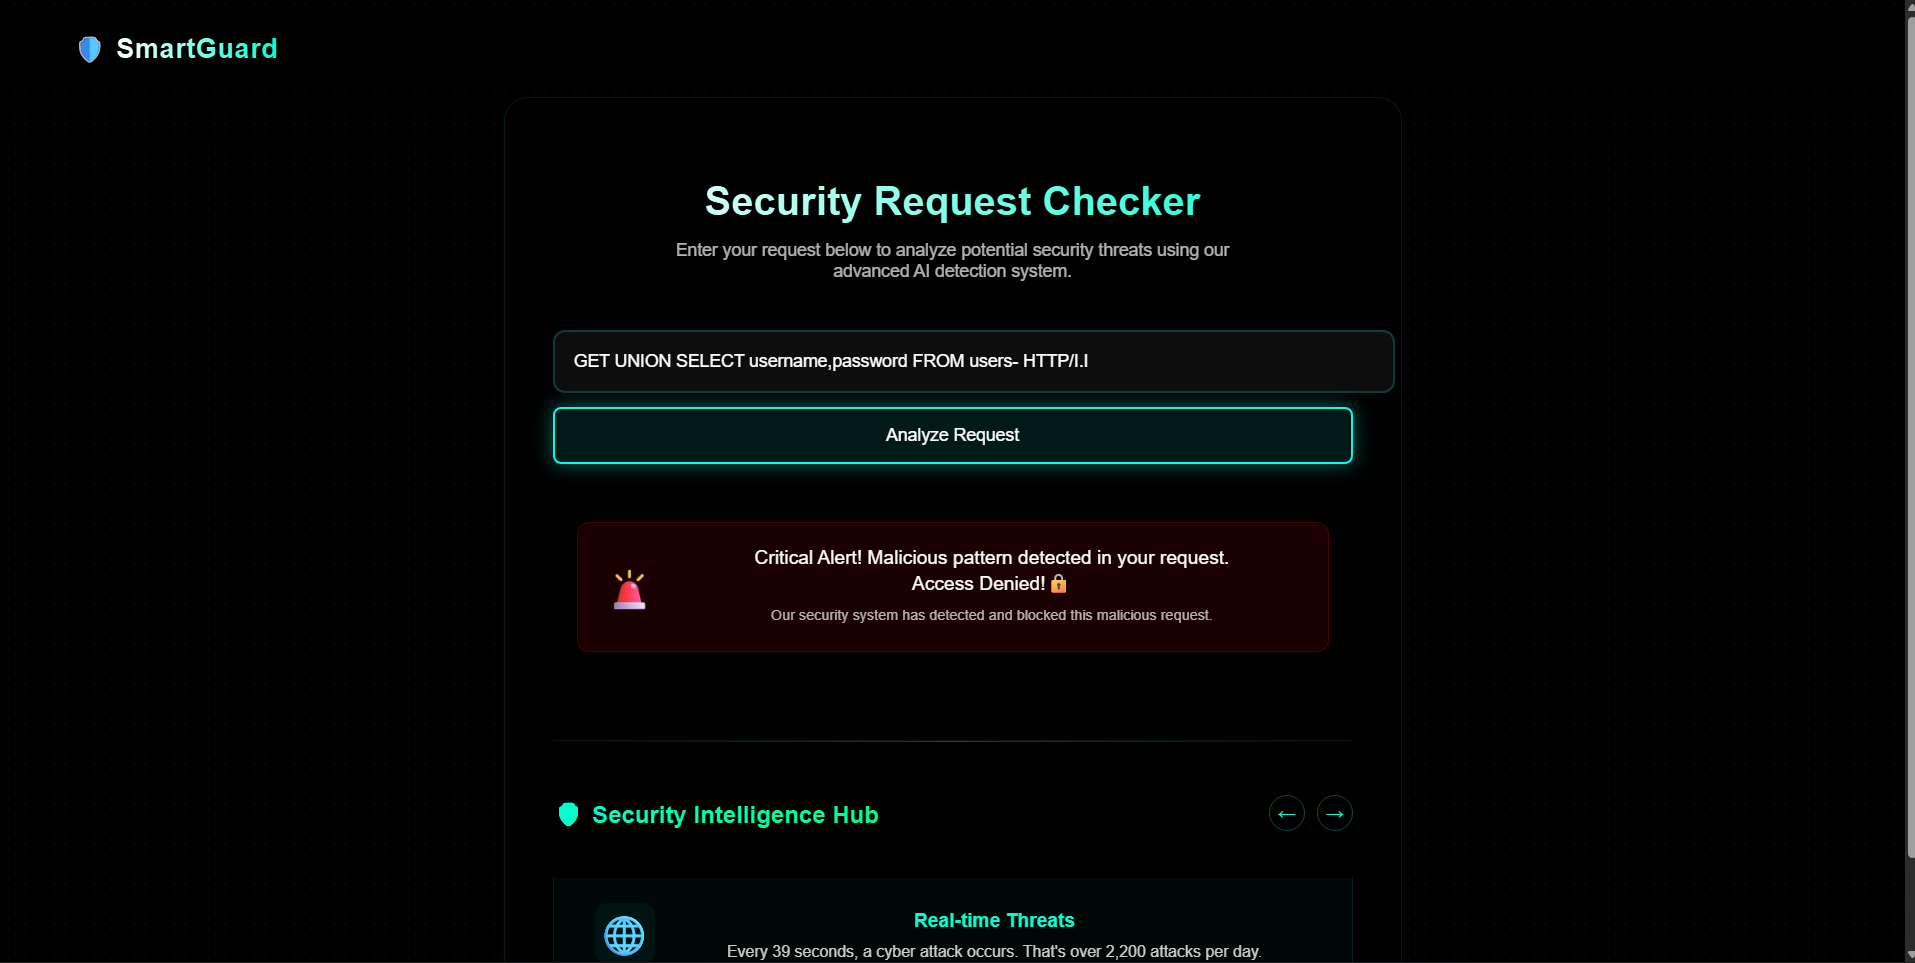 SmartGuard
Security Request Checker
Enter your request below to analyze potential security threats using our
advanced AI detection system.
GET UNION SELECT username,password FROM users- HTTP/I.I
Analyze Request
Critical Alert! Malicious pattern detected in your request.
Access Denied!
Our security system has detected and blocked this malicious request.
Security Intelligence Hub
← →
Real-time Threats
Every 39 seconds, a cyber attack occurs. That's over 2,200 attacks per day.